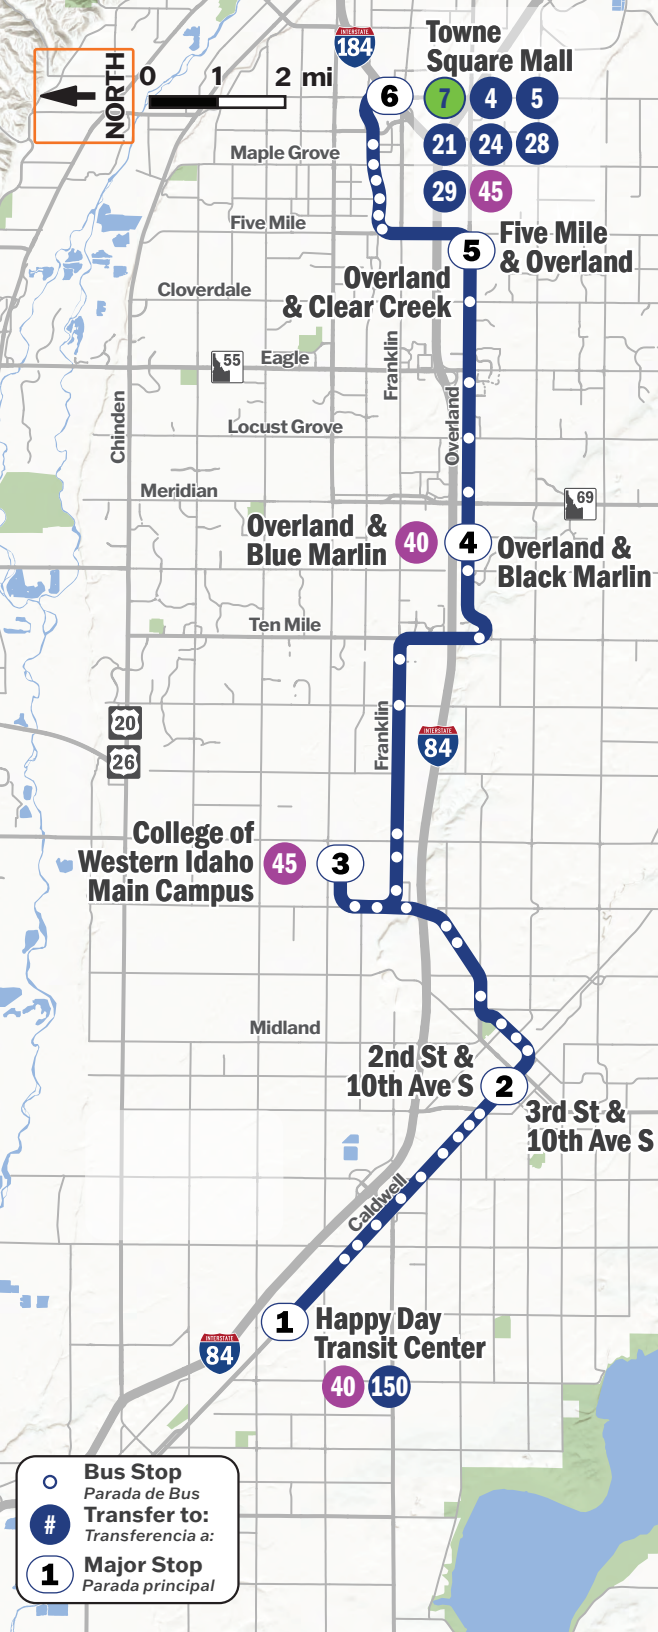 INTERSTATE
184
Towne
Square Mall
NORTH
0 1 2 mi
6
7 4 5
21 24 28
29 45
Maple Grove
Five Mile
5
Five Mile
& Overland
Overland
& Clear Creek
Cloverdale
Franklin
55
Eagle
Chinden
Overland
Locust Grove
Meridian
69
Overland &
Blue Marlin
40
4
Overland &
Black Marlin
Ten Mile
20
26
Franklin
INTERSTATE
84
College of
Western Idaho
Main Campus
45
3
Midland
2nd St &
10th Ave S
2
3rd St &
10th Ave S
Caldwell
1
Happy Day
Transit Center
40 150
INTERSTATE
84
Bus Stop
Parada de Bus
#
Transfer to:
Transferencia a:
1
Major Stop
Parada principal